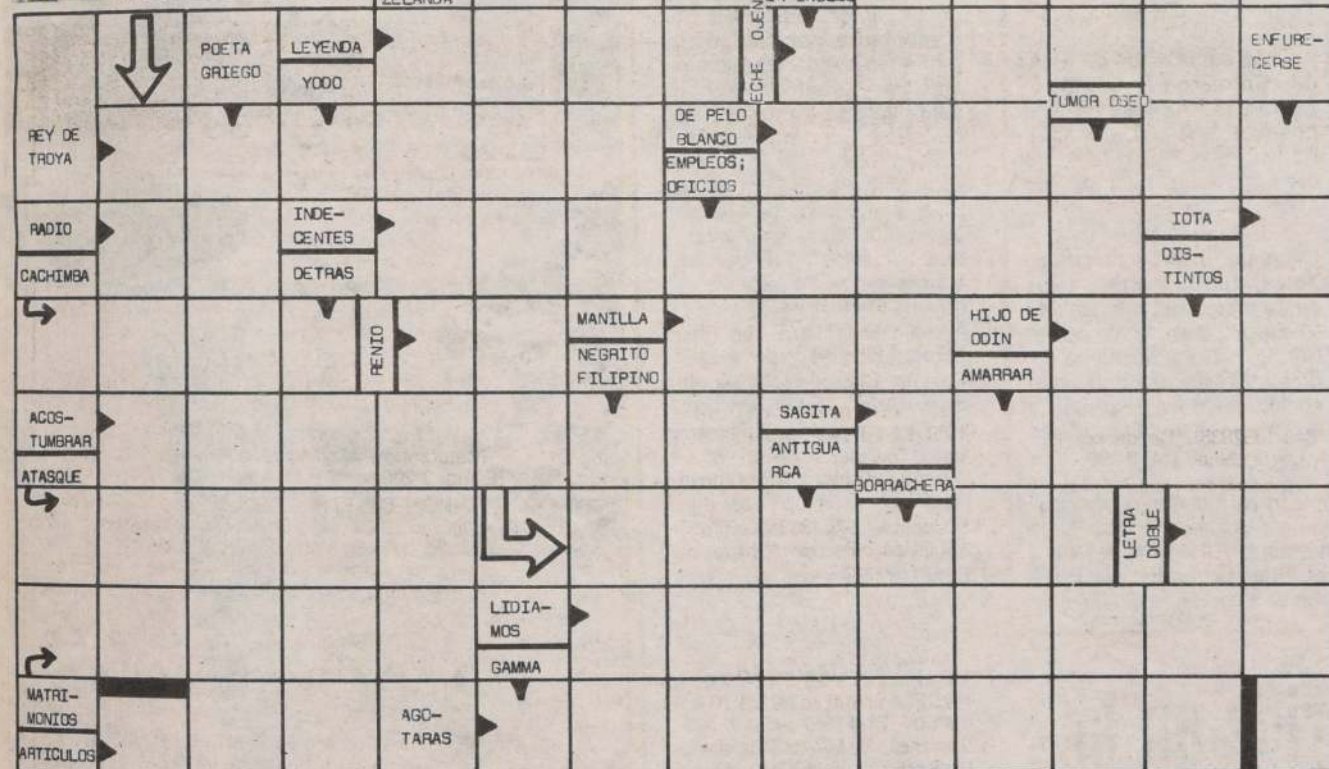 ZELANDA
POETA
GRIEGO
LEYENDA
YODO
ECHE OJEN
ENFURE-
CERSE
REY DE
TROYA
DE PELO
BLANCO
EMPLEOS;
OFICIOS
TUMOR OSEO
RADIO
CACHIMBA
INDE-
CENTES
DETRAS
IOTA
DIS-
TINTOS
RENIO
MANILLA
NEGRITO
FILIPINO
HIJO DE
ODIN
AMARRAR
ACOS-
TUMBRAR
ATASQUE
SAGITA
ANTIGUA
RCA
BORRACHERA
LETRA
DOBLE
LIDIA-
MOS
GAMMA
MATRI-
MONIOS
ARTICULOS
AGO-
TARAS